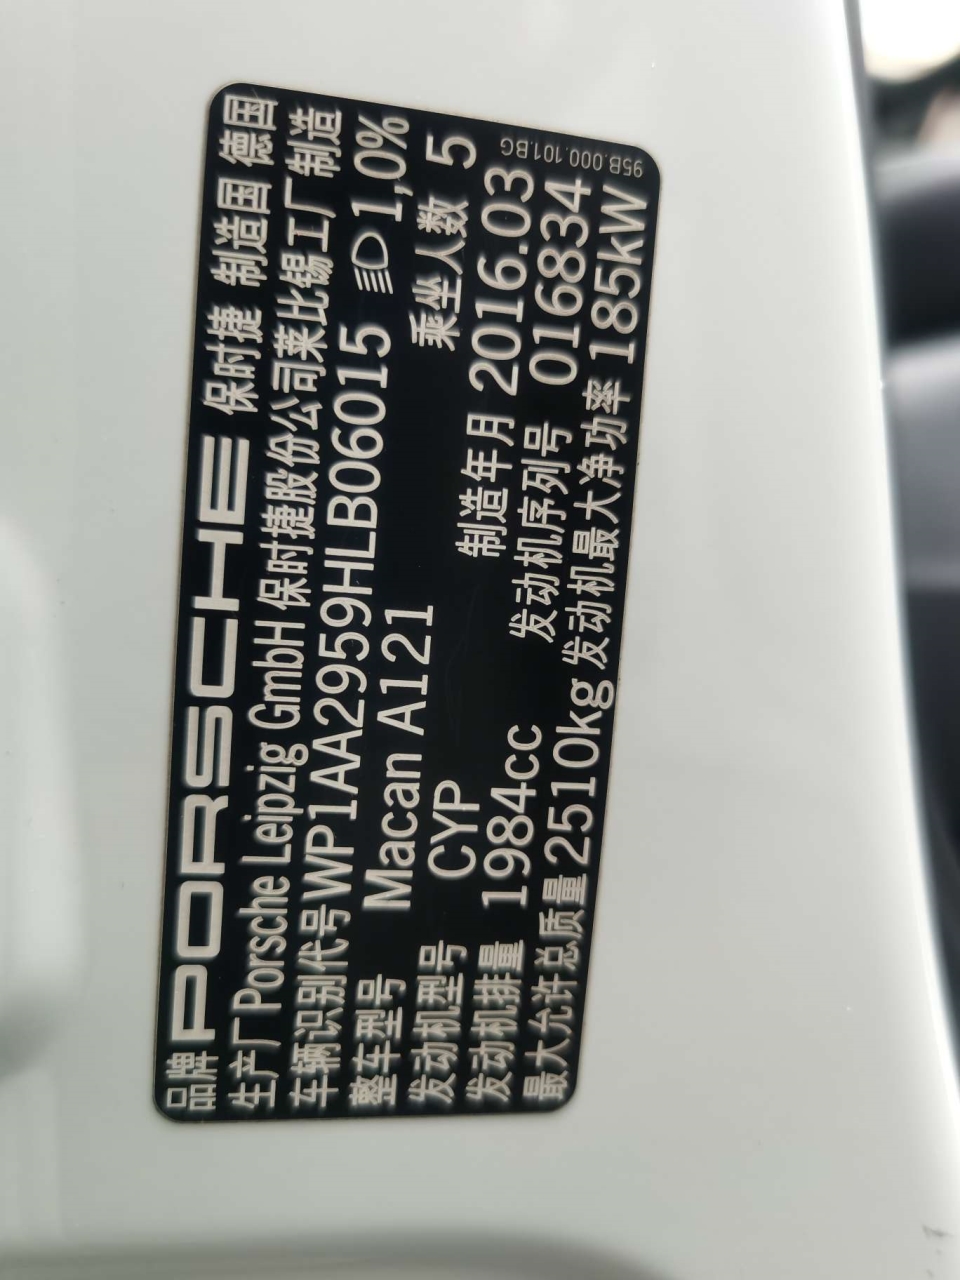 品牌 PORSCHE 保时捷 制造国 德国
生产厂 Porsche Leipzig GmbH 保时捷股份公司莱比锡工厂制造
车辆识别代号 WP1AA2959HLB06015 1,0%
整车型号 Macan A121 乘坐人数 5
发动机型号 CYP 制造年月 2016.03
发动机排量 1984cc 发动机序列号 016834
最大允许总质量 2510kg 发动机最大净功率 185kW
95B.000.101.BG